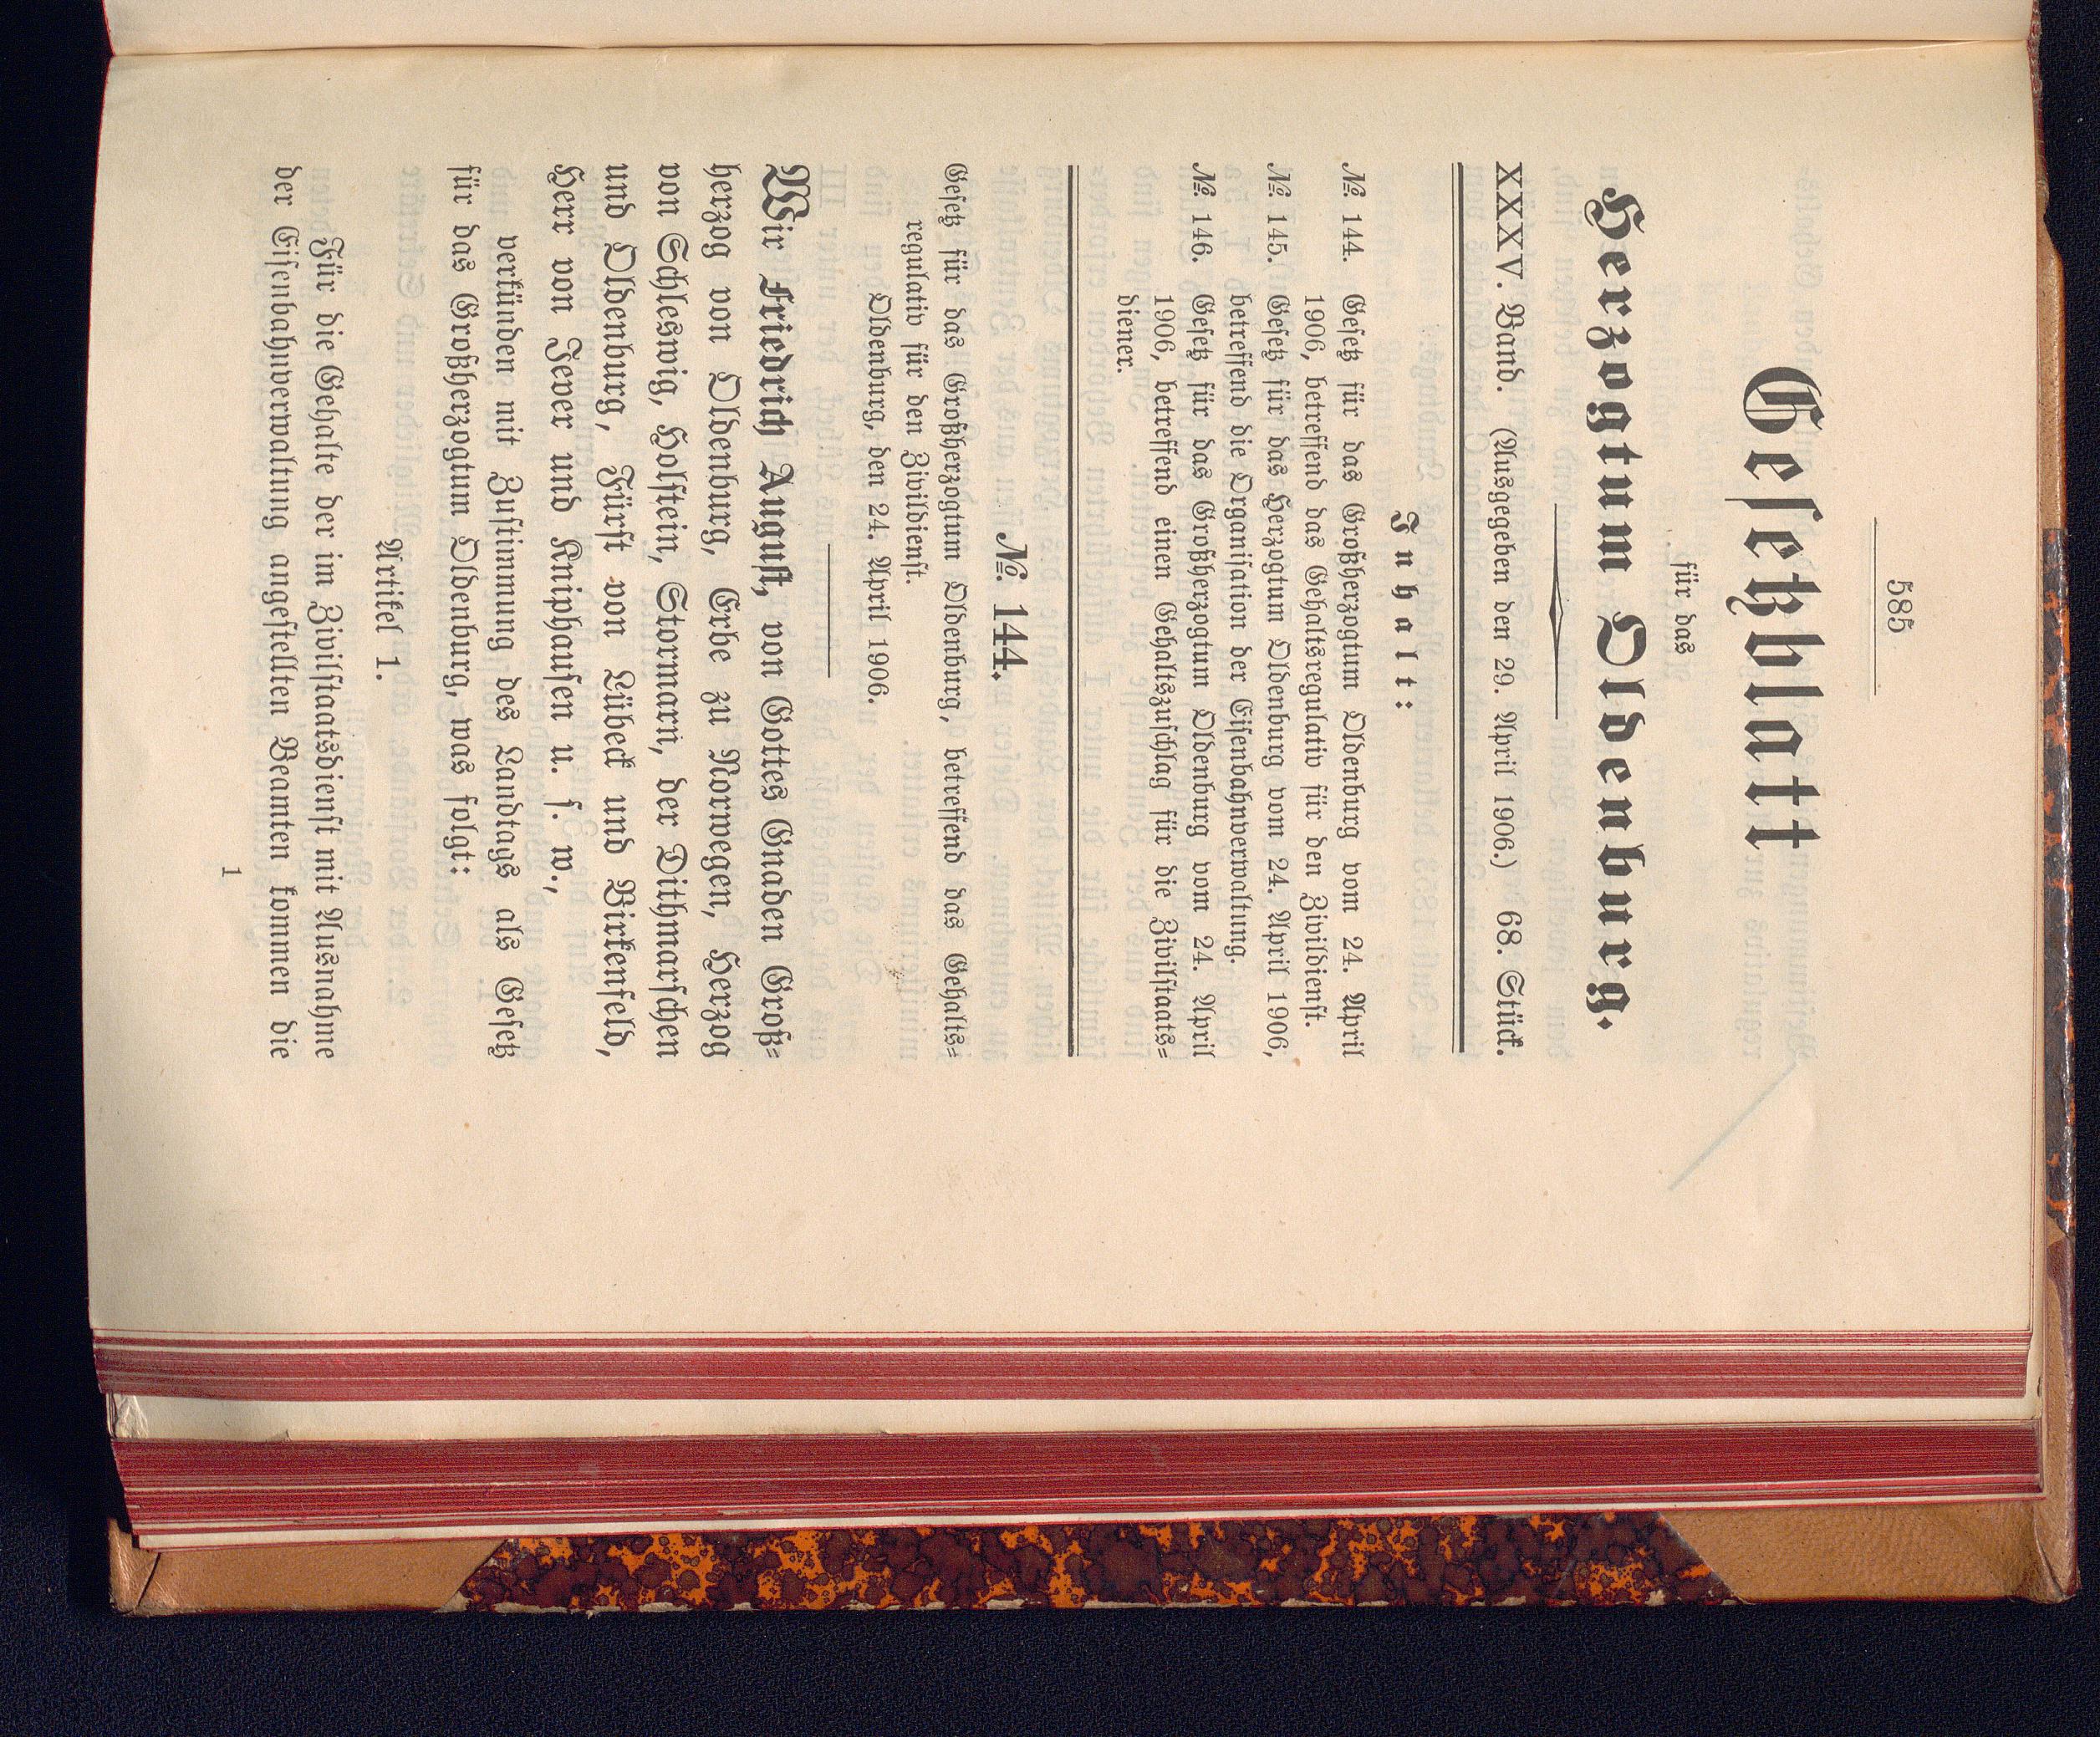 585
Gesetzblatt
für das
Herzogtum Oldenburg.
XXXV. Band. (Ausgegeben den 29. April 1906.) 68. Stück.
Inhalt:
№. 144. Gesetz für das Großherzogtum Oldenburg vom 24. April
1906, betreffend das Gehaltsregulativ für den Zivildienst.
№. 145. Gesetz für das Herzogtum Oldenburg vom 24. April 1906,
betreffend die Organisation der Eisenbahnverwaltung.
№. 146. Gesetz für das Großherzogtum Oldenburg vom 24. April
1906, betreffend einen Gehaltszuschlag für die Zivilstaats-
diener.
№. 144.
Gesetz für das Großherzogtum Oldenburg, betreffend das Gehalts-
regulativ für den Zivildienst.
Oldenburg, den 24. April 1906.
Wir Friedrich August, von Gottes Gnaden Groß-
herzog von Oldenburg, Erbe zu Norwegen, Herzog
von Schleswig, Holstein, Stormarn, der Dithmarschen
und Oldenburg, Fürst von Lübeck und Birkenfeld,
Herr von Jever und Kniphausen u. s. w.,
verkünden mit Zustimmung des Landtags als Gesetz
für das Großherzogtum Oldenburg, was folgt:
Artikel 1.
Für die Gehalte der im Zivilstaatsdienst mit Ausnahme
der Eisenbahnverwaltung angestellten Beamten kommen die
1